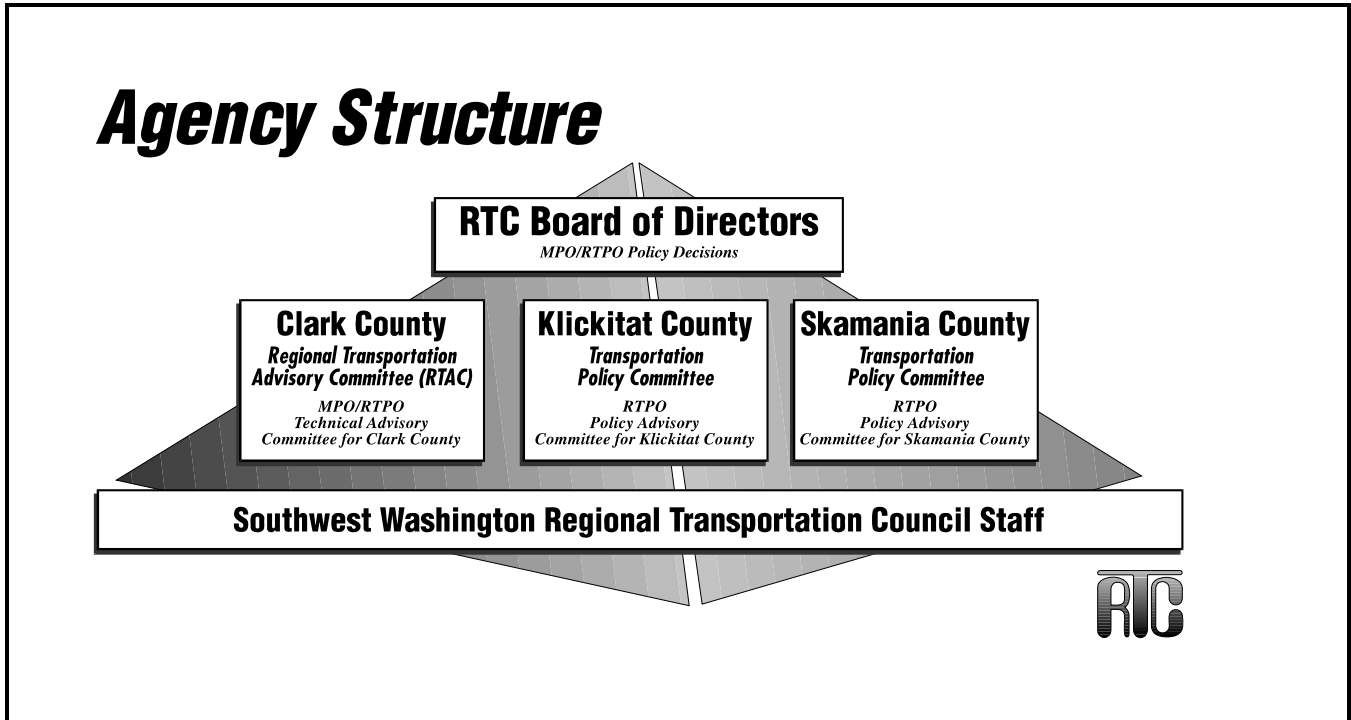 Agency Structure
RTC Board of Directors
MPO/RTPO Policy Decisions
Clark County
Regional Transportation
Advisory Committee (RTAC)
MPO/RTPO
Technical Advisory
Committee for Clark County
Klickitat County
Transportation
Policy Committee
RTPO
Policy Advisory
Committee for Klickitat County
Skamania County
Transportation
Policy Committee
RTPO
Policy Advisory
Committee for Skamania County
Southwest Washington Regional Transportation Council Staff
RTC